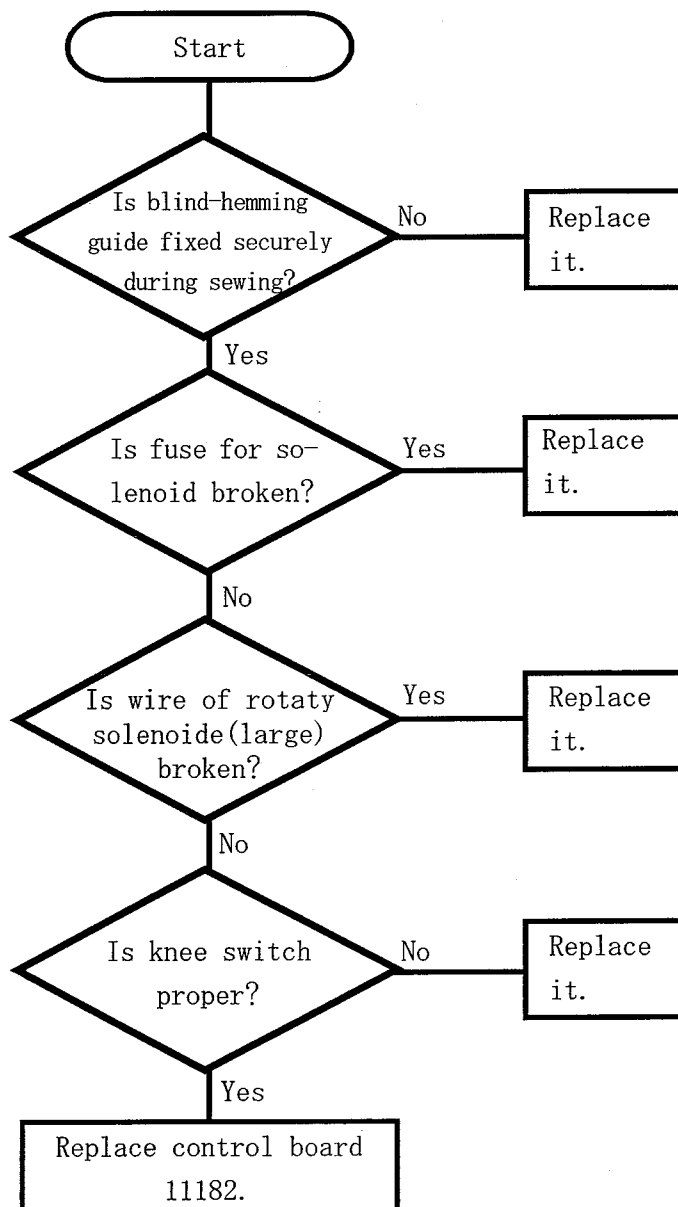 Start
Is blind-hemming
guide fixed securely
during sewing?
No
Replace
it.
Yes
Is fuse for so-
lenoid broken?
Yes
Replace
it.
No
Is wire of rotaty
solenoide(large)
broken?
Yes
Replace
it.
No
Is knee switch
proper?
No
Replace
it.
Yes
Replace control board
11182.